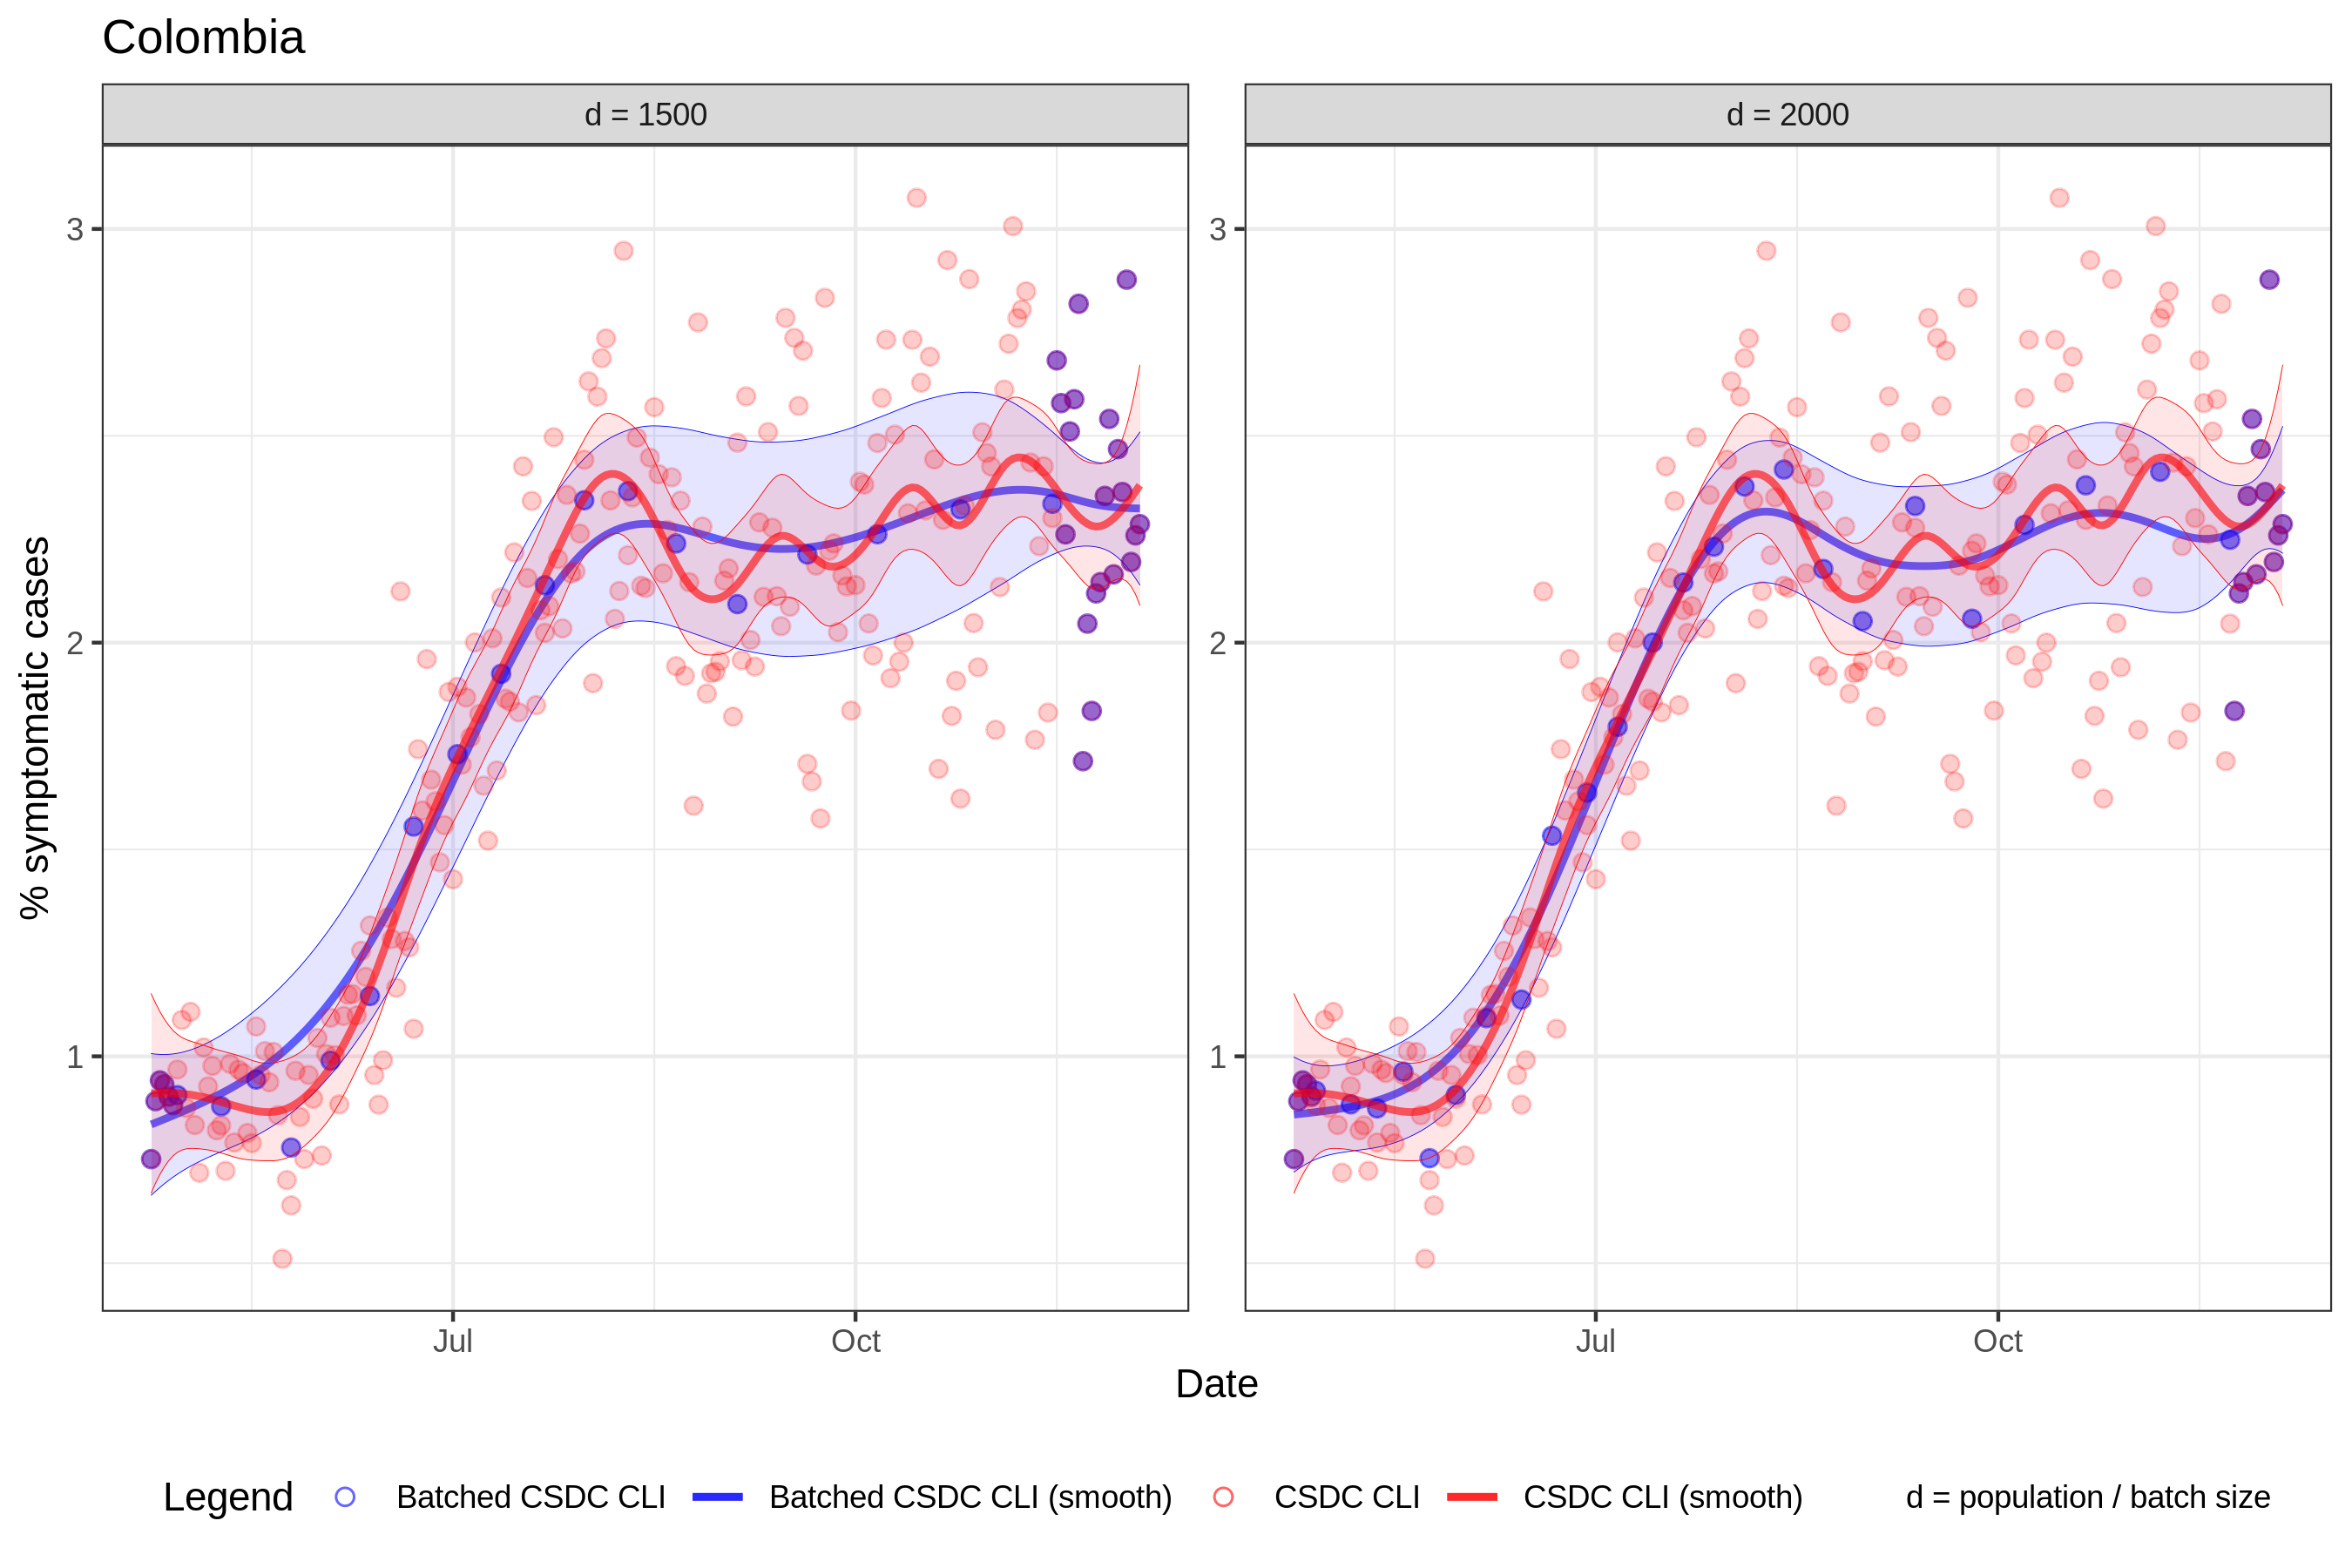 Colombia
d = 1500
d = 2000
% symptomatic cases
3
2
1
3
2
1
Jul
Oct
Jul
Oct
Date
Legend
Batched CSDC CLI
Batched CSDC CLI (smooth)
CSDC CLI
CSDC CLI (smooth)
d = population / batch size